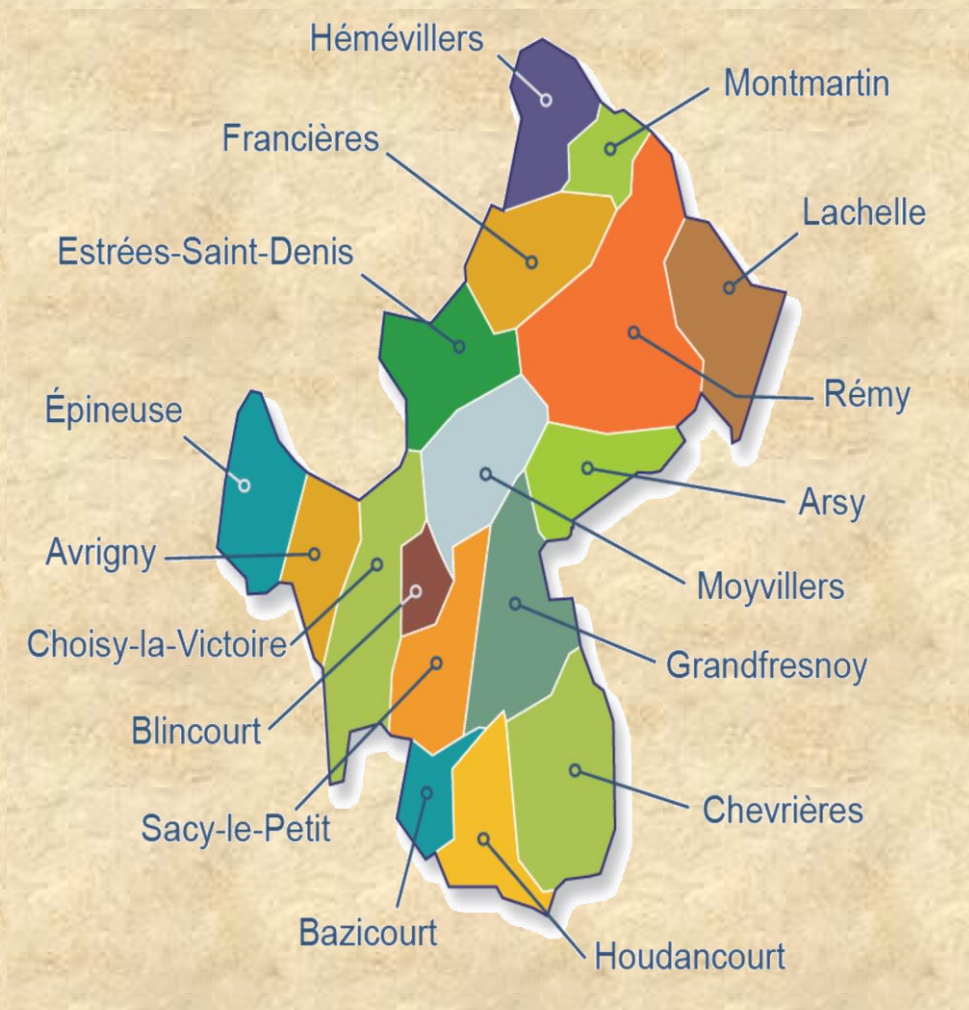 Hémévillers
Montmartin
Francières
Lachelle
Estrées-Saint-Denis
Rémy
Épineuse
Arsy
Avrigny
Moyvillers
Choisy-la-Victoire
Grandfresnoy
Blincourt
Chevrières
Sacy-le-Petit
Bazicourt
Houdancourt